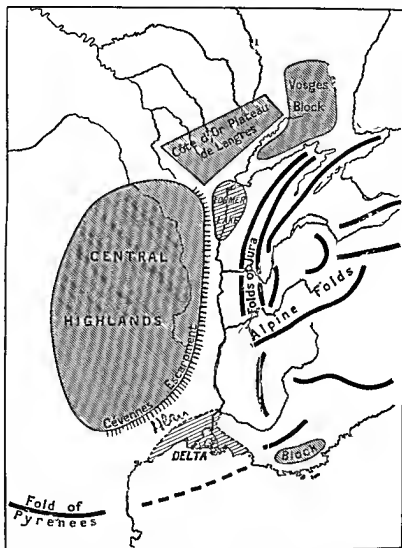 Vosges
Block
Côte d'Or Plateau
de Langres
FORMER
LAKE
CENTRAL
HIGHLANDS
Folds of Jura
Alpine Folds
Cévennes Escarpment
DELTA
Block
Fold of
Pyrenees